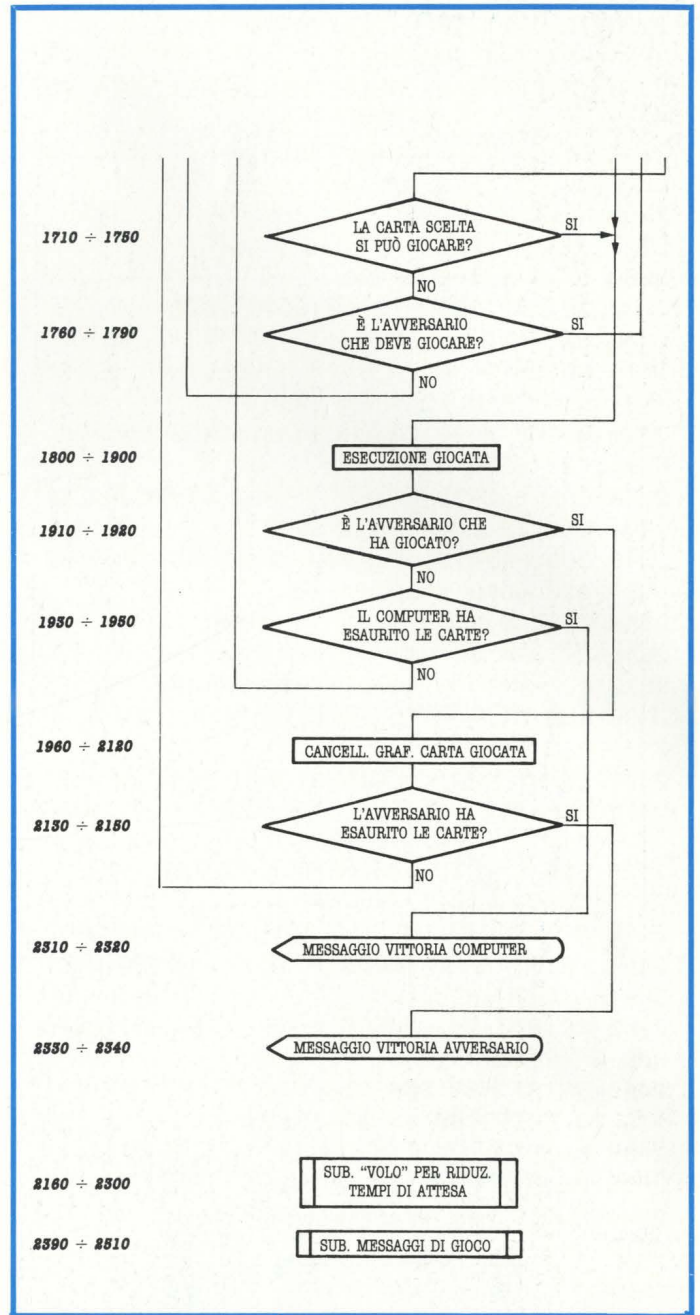 1710 ÷ 1750
LA CARTA SCELTA
SI PUÒ GIOCARE?
SI
NO
1760 ÷ 1790
È L'AVVERSARIO
CHE DEVE GIOCARE?
SI
NO
1800 ÷ 1900
ESECUZIONE GIOCATA
1910 ÷ 1920
È L'AVVERSARIO CHE
HA GIOCATO?
SI
NO
1930 ÷ 1950
IL COMPUTER HA
ESAURITO LE CARTE?
SI
NO
1960 ÷ 2120
CANCELL. GRAF. CARTA GIOCATA
2130 ÷ 2150
L'AVVERSARIO HA
ESAURITO LE CARTE?
SI
NO
2310 ÷ 2320
MESSAGGIO VITTORIA COMPUTER
2330 ÷ 2340
MESSAGGIO VITTORIA AVVERSARIO
2160 ÷ 2300
SUB. "VOLO" PER RIDUZ.
TEMPI DI ATTESA
2390 ÷ 2510
SUB. MESSAGGI DI GIOCO